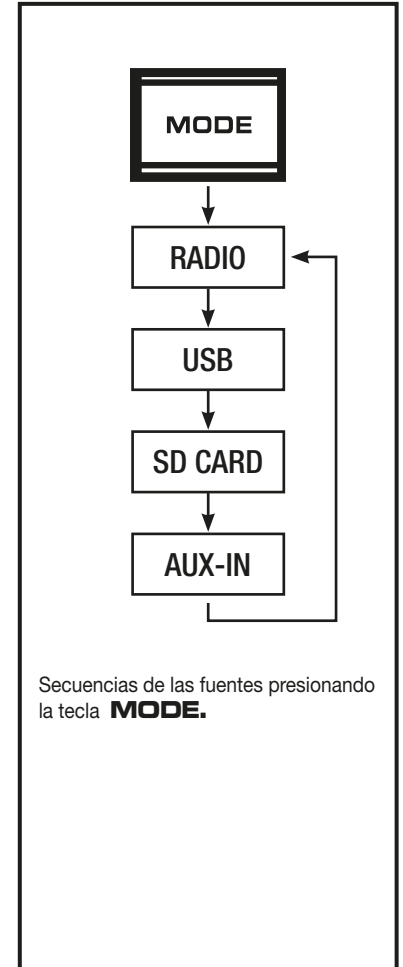 MODE
RADIO
USB
SD CARD
AUX-IN
Secuencias de las fuentes presionando
la tecla MODE.